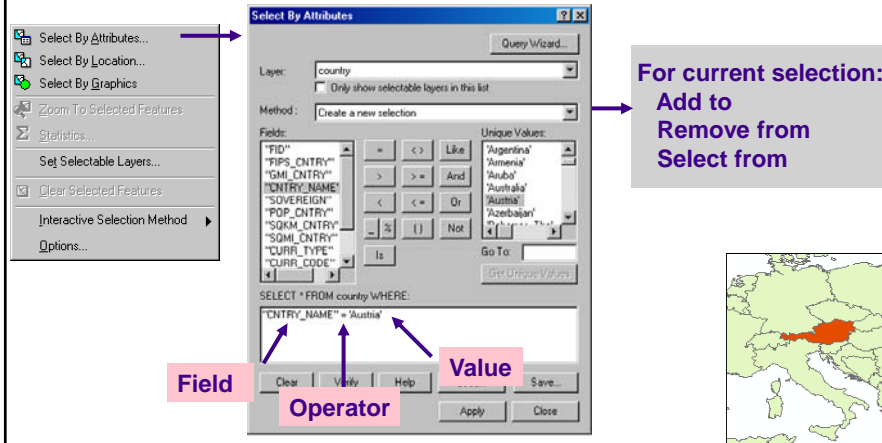 Select By Attributes...
Select By Location...
Select By Graphics
Zoom To Selected Features
Statistics...
Set Selectable Layers...
Clear Selected Features
Interactive Selection Method
Options...
Select By Attributes
Query Wizard...
Layer: country
Only show selectable layers in this list
Method : Create a new selection
Fields:
"FID"
"FIPS_CNTRY"
"GMI_CNTRY"
"CNTRY_NAME"
"SOVEREIGN"
"POP_CNTRY"
"SQKM_CNTRY"
"SQMI_CNTRY"
"CURR_TYPE"
"CURR_CODE"
= < > Like
> > = And
< < = Or
_ % () Not
Is
Unique Values:
'Argentina'
'Armenia'
'Aruba'
'Australia'
'Austria'
'Azerbaijan'
Go To:
Get Unique Values
SELECT * FROM country WHERE:
"CNTRY_NAME" = 'Austria'
Clear Verify Help Save...
Apply Close
Field
Operator
Value
For current selection:
Add to
Remove from
Select from